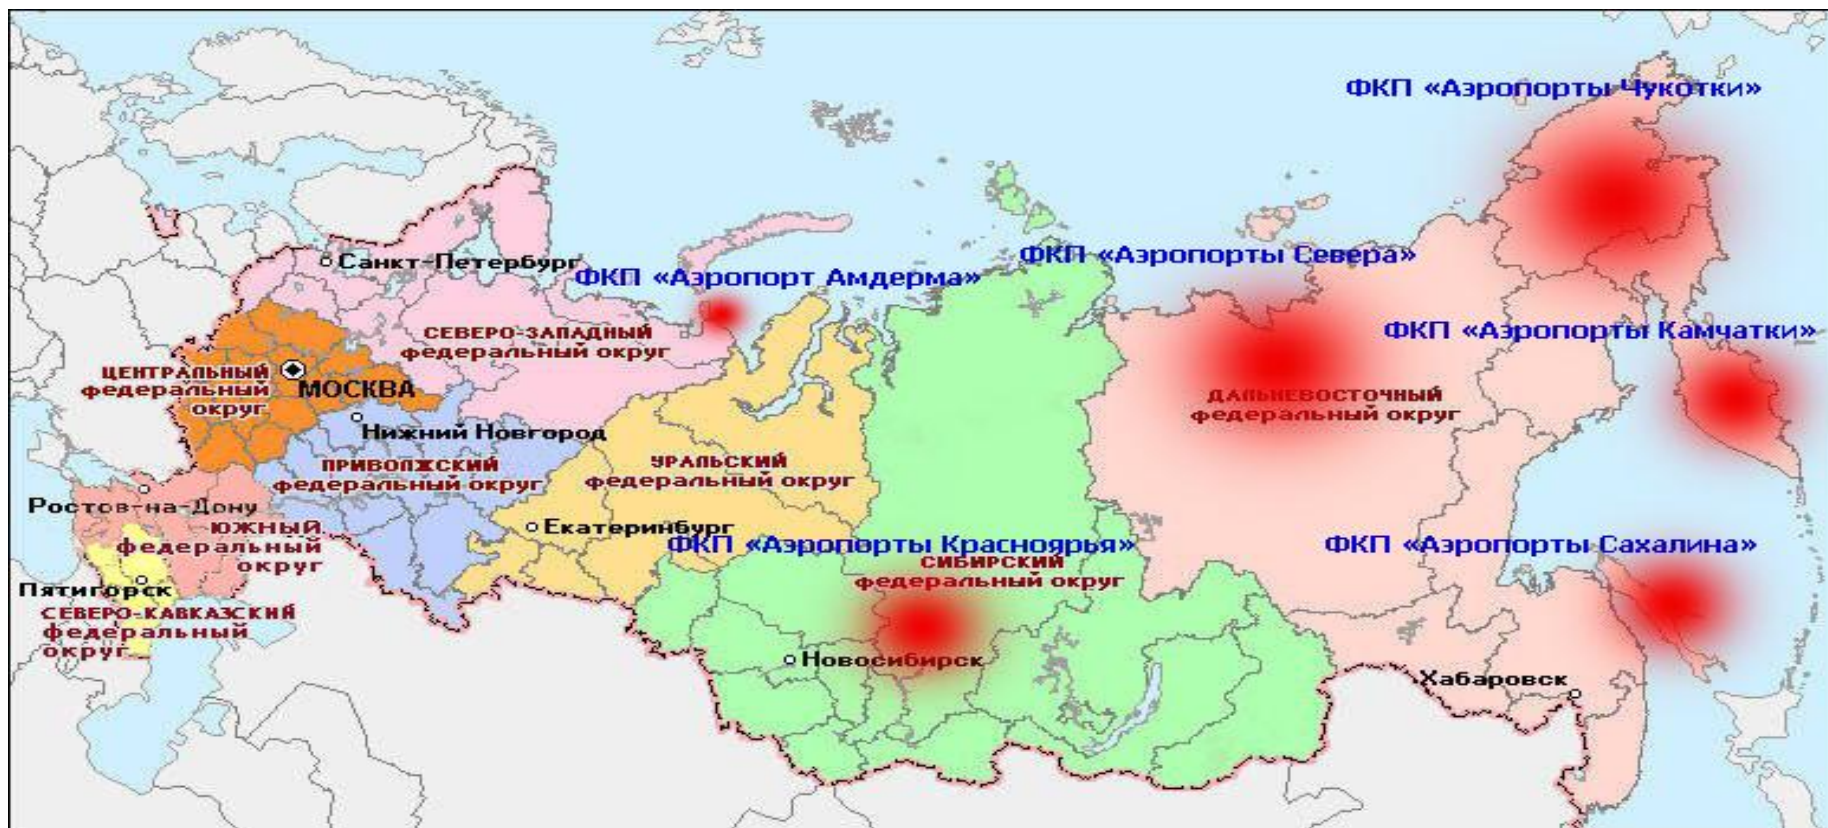 ФКП «Аэропорты Чукотки»
Санкт-Петербург
ФКП «Аэропорты Севера»
ФКП «Аэропорт Амдерма»
СЕВЕРО-ЗАПАДНЫЙ
федеральный округ
ФКП «Аэропорты Камчатки»
ЦЕНТРАЛЬНЫЙ
федеральный
округ
МОСКВА
ДАЛЬНЕВОСТОЧНЫЙ
федеральный округ
Нижний Новгород
ПРИВОЛЖСКИЙ
федеральный округ
УРАЛЬСКИЙ
федеральный округ
Ростов-на-Дону
ЮЖНЫЙ
федеральный
округ
Екатеринбург
ФКП «Аэропорты Красноярья»
СИБИРСКИЙ
федеральный округ
ФКП «Аэропорты Сахалина»
Пятигорск
СЕВЕРО-КАВКАЗСКИЙ
федеральный
округ
Новосибирск
Хабаровск